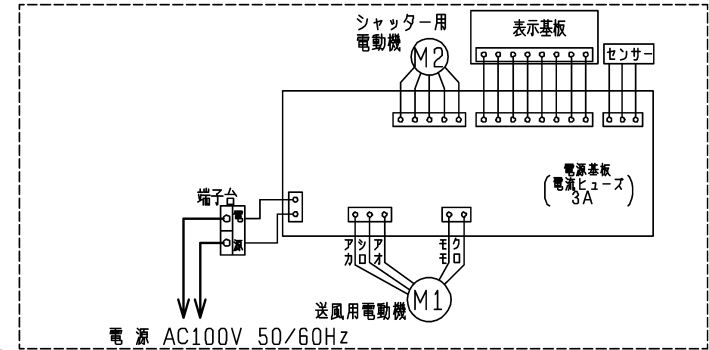 シャッター用
電動機
M2
表示基板
センサー
電源基板
(電流ヒューズ)
3A
端子台
電
源
アカ
シロ
アオ
モモ
クロ
M1
送風用電動機
電源 AC100V 50/60Hz